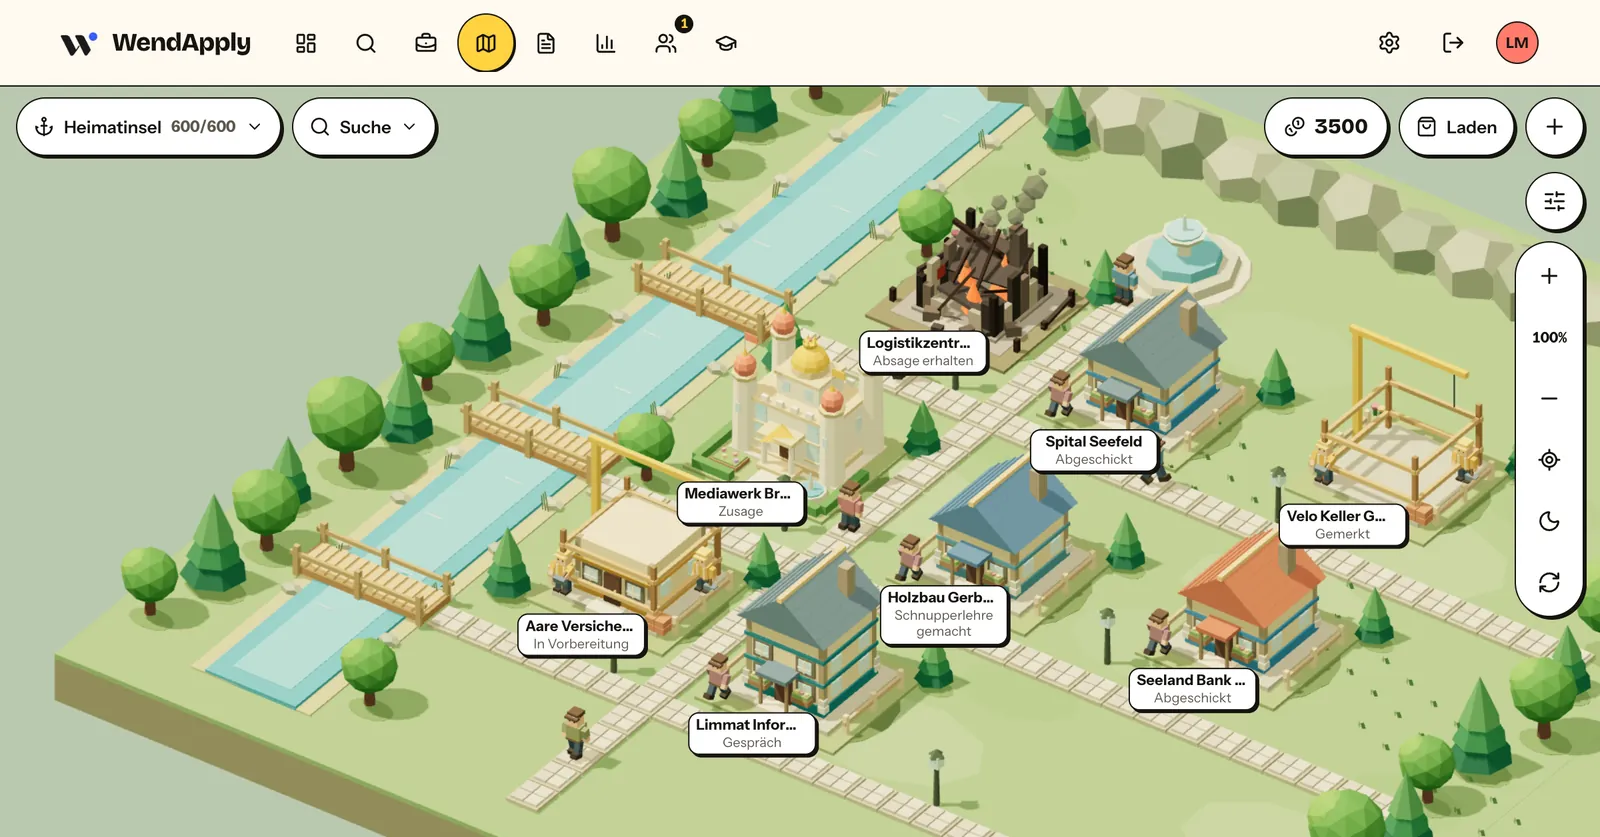 WendApply
1
LM
Heimatinsel 600/600
Suche
3500
Laden
100%
Logistikzentr...
Absage erhalten
Spital Seefeld
Abgeschickt
Mediawerk Br...
Zusage
Velo Keller G...
Gemerkt
Holzbau Gerb...
Schnupperlehre
gemacht
Aare Versiche...
In Vorbereitung
Seeland Bank ...
Abgeschickt
Limmat Infor...
Gespräch